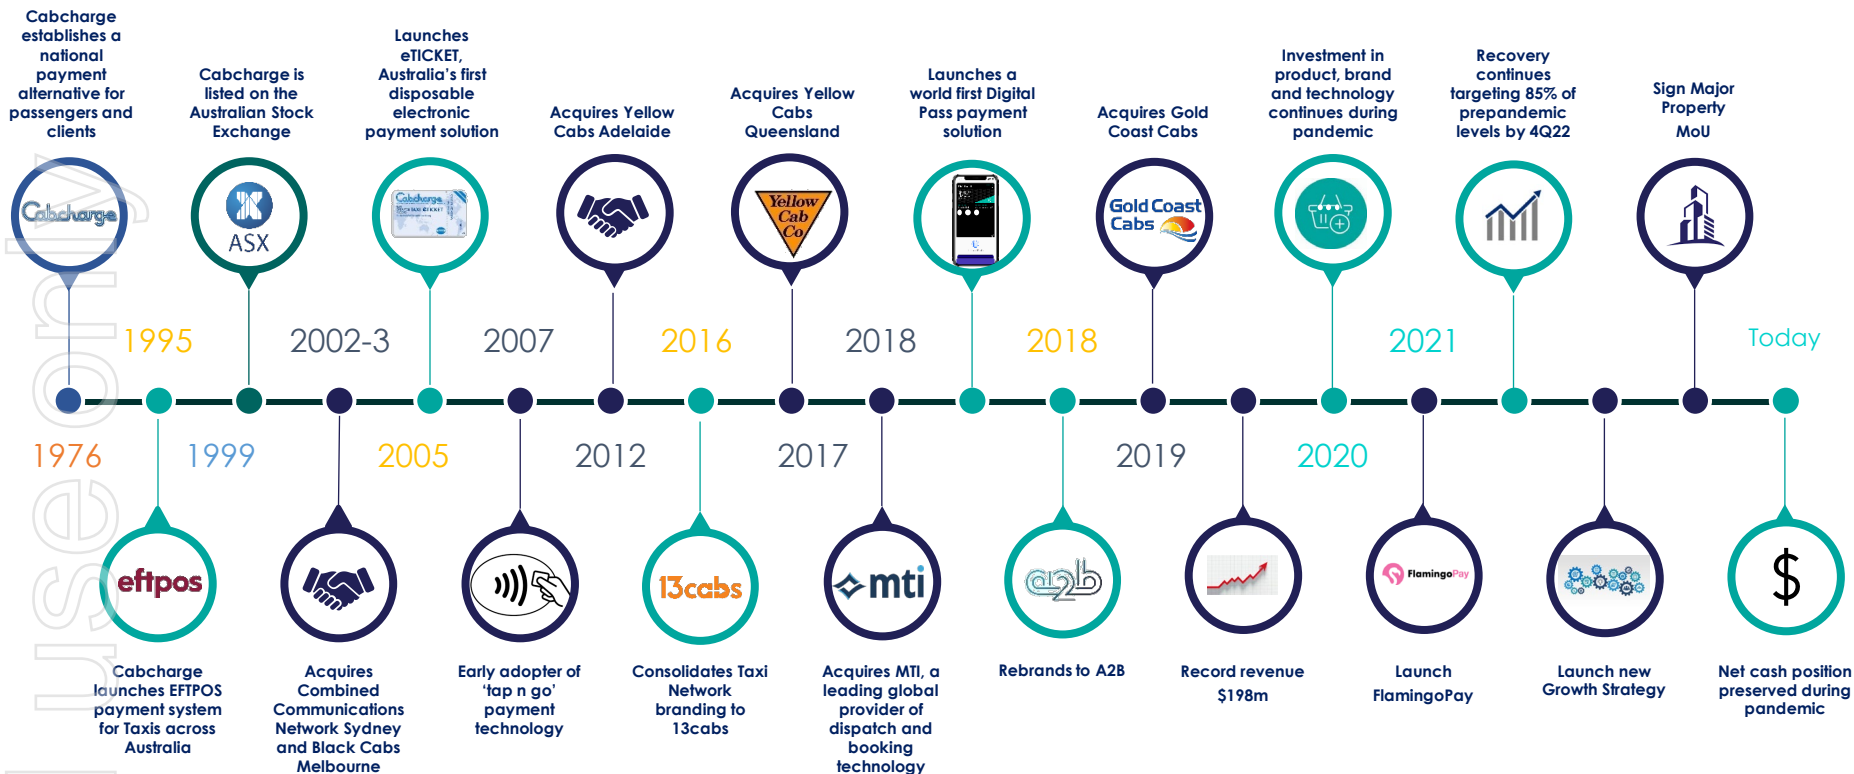 Cabcharge
establishes a
national
payment
alternative for
passengers and
clients
Cabcharge is
listed on the
Australian Stock
Exchange
Launches
eTICKET,
Australia's first
disposable
electronic
payment solution
Acquires Yellow
Cabs Adelaide
Acquires Yellow
Cabs
Queensland
Launches a
world first Digital
Pass payment
solution
Acquires Gold
Coast Cabs
Investment in
product, brand
and technology
continues during
pandemic
Recovery
continues
targeting 85% of
prepandemic
levels by 4Q22
Sign Major
Property
MoU
Cabcharge
ASX
Cabcharge
Yellow
Cab
Co
Gold Coast
Cabs
1995
2002-3
2007
2016
2018
2018
2021
Today
1976
1999
2005
2012
2017
2019
2020
eftpos
13cabs
mti
a2b
FlamingoPay
$
Cabcharge
launches EFTPOS
payment system
for Taxis across
Australia
Acquires
Combined
Communications
Network Sydney
and Black Cabs
Melbourne
Early adopter of
'tap n go'
payment
technology
Consolidates Taxi
Network
branding to
13cabs
Acquires MTI, a
leading global
provider of
dispatch and
booking
technology
Rebrands to A2B
Record revenue
$198m
Launch
FlamingoPay
Launch new
Growth Strategy
Net cash position
preserved during
pandemic
use only